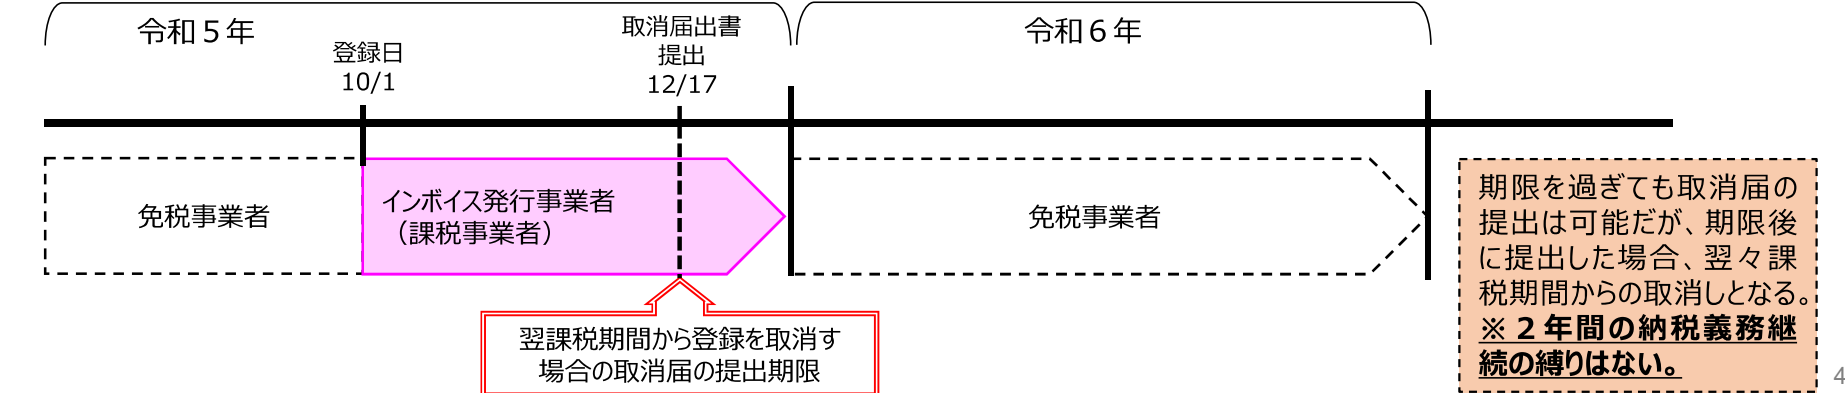 令和５年
登録日
10/1
取消届出書
提出
12/17
令和６年
免税事業者
インボイス発行事業者
（課税事業者）
免税事業者
翌課税期間から登録を取消す
場合の取消届の提出期限
期限を過ぎても取消届の
提出は可能だが、期限後
に提出した場合、翌々課
税期間からの取消しとなる。
※２年間の納税義務継
続の縛りはない。
4